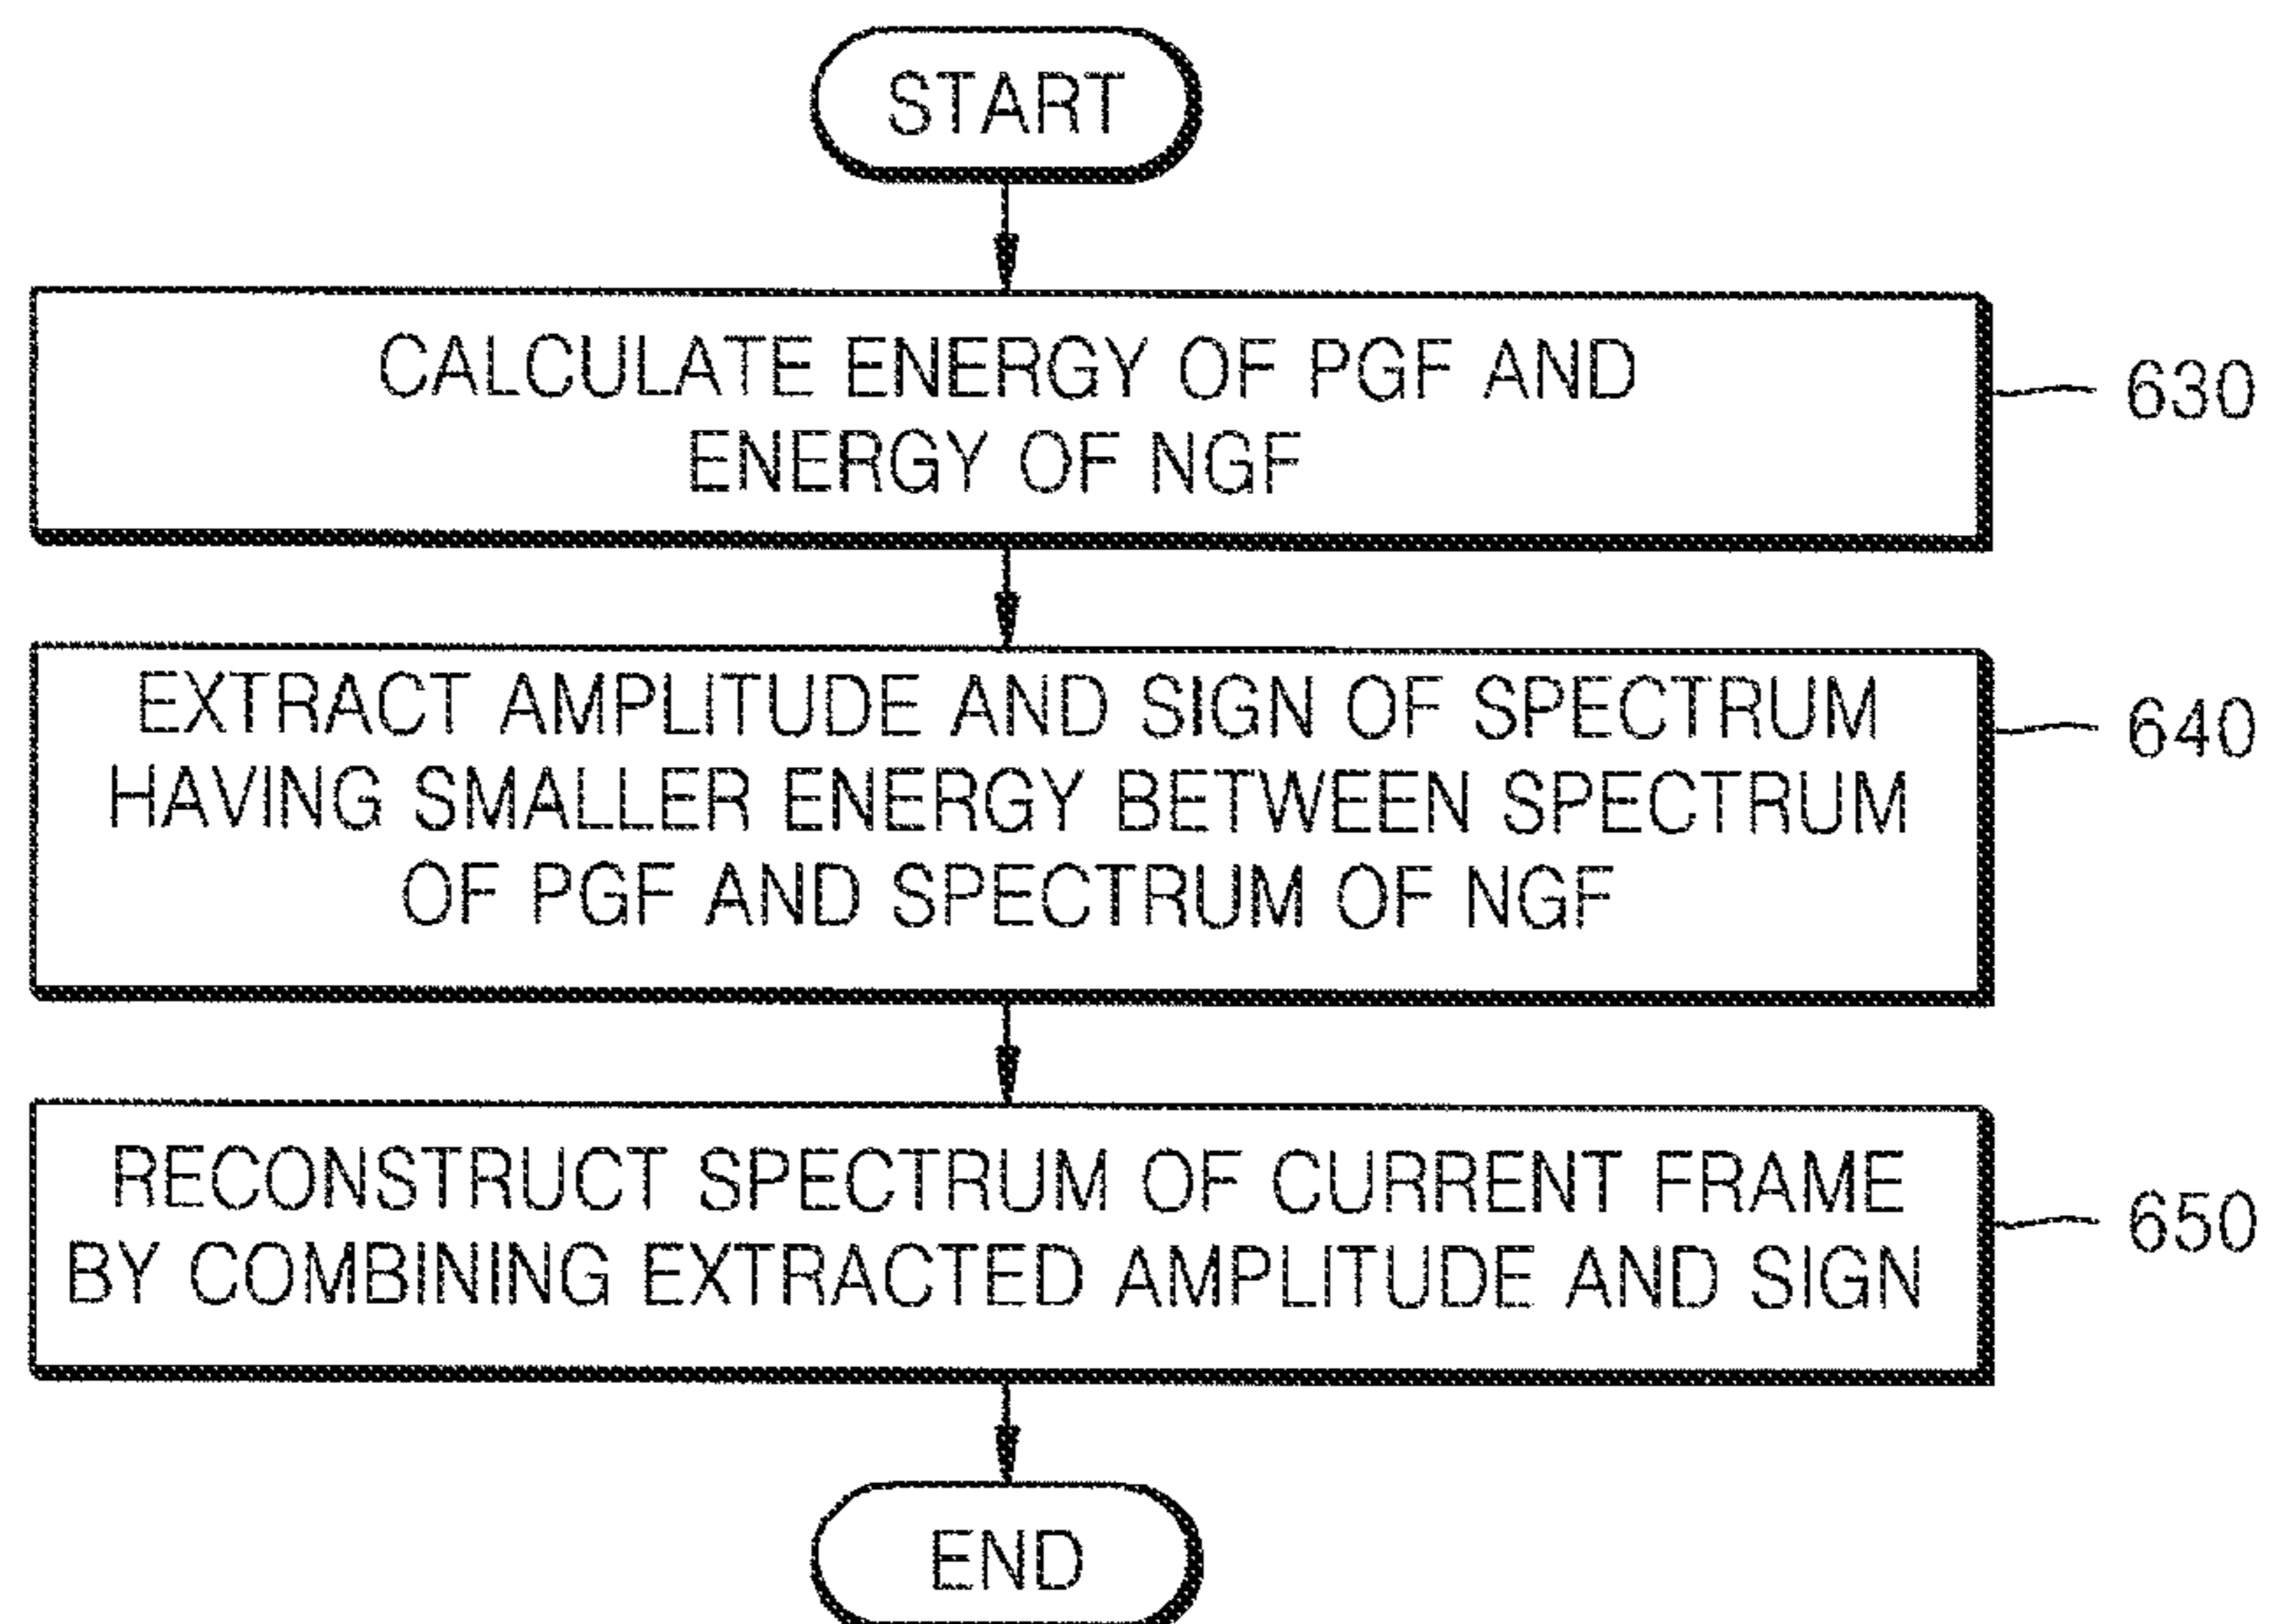 START
CALCULATE ENERGY OF PGF AND
ENERGY OF NGF
630
EXTRACT AMPLITUDE AND SIGN OF SPECTRUM
HAVING SMALLER ENERGY BETWEEN SPECTRUM
OF PGF AND SPECTRUM OF NGF
640
RECONSTRUCT SPECTRUM OF CURRENT FRAME
BY COMBINING EXTRACTED AMPLITUDE AND SIGN
650
END